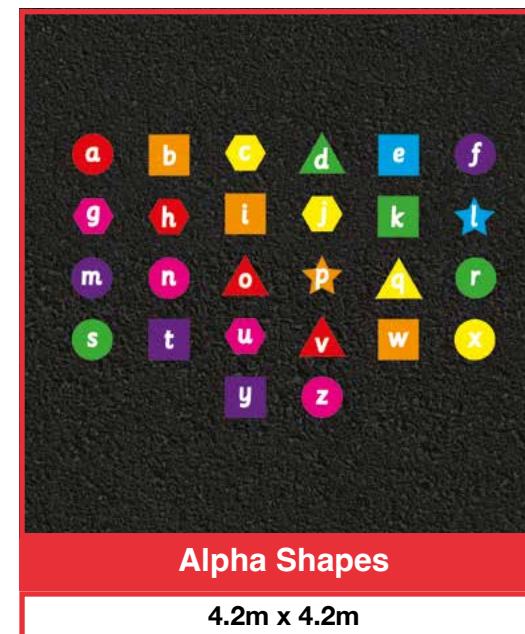 a b c d e f
g h i j k l
m n o p q r
s t u v w x
y z
Alpha Shapes
4.2m x 4.2m